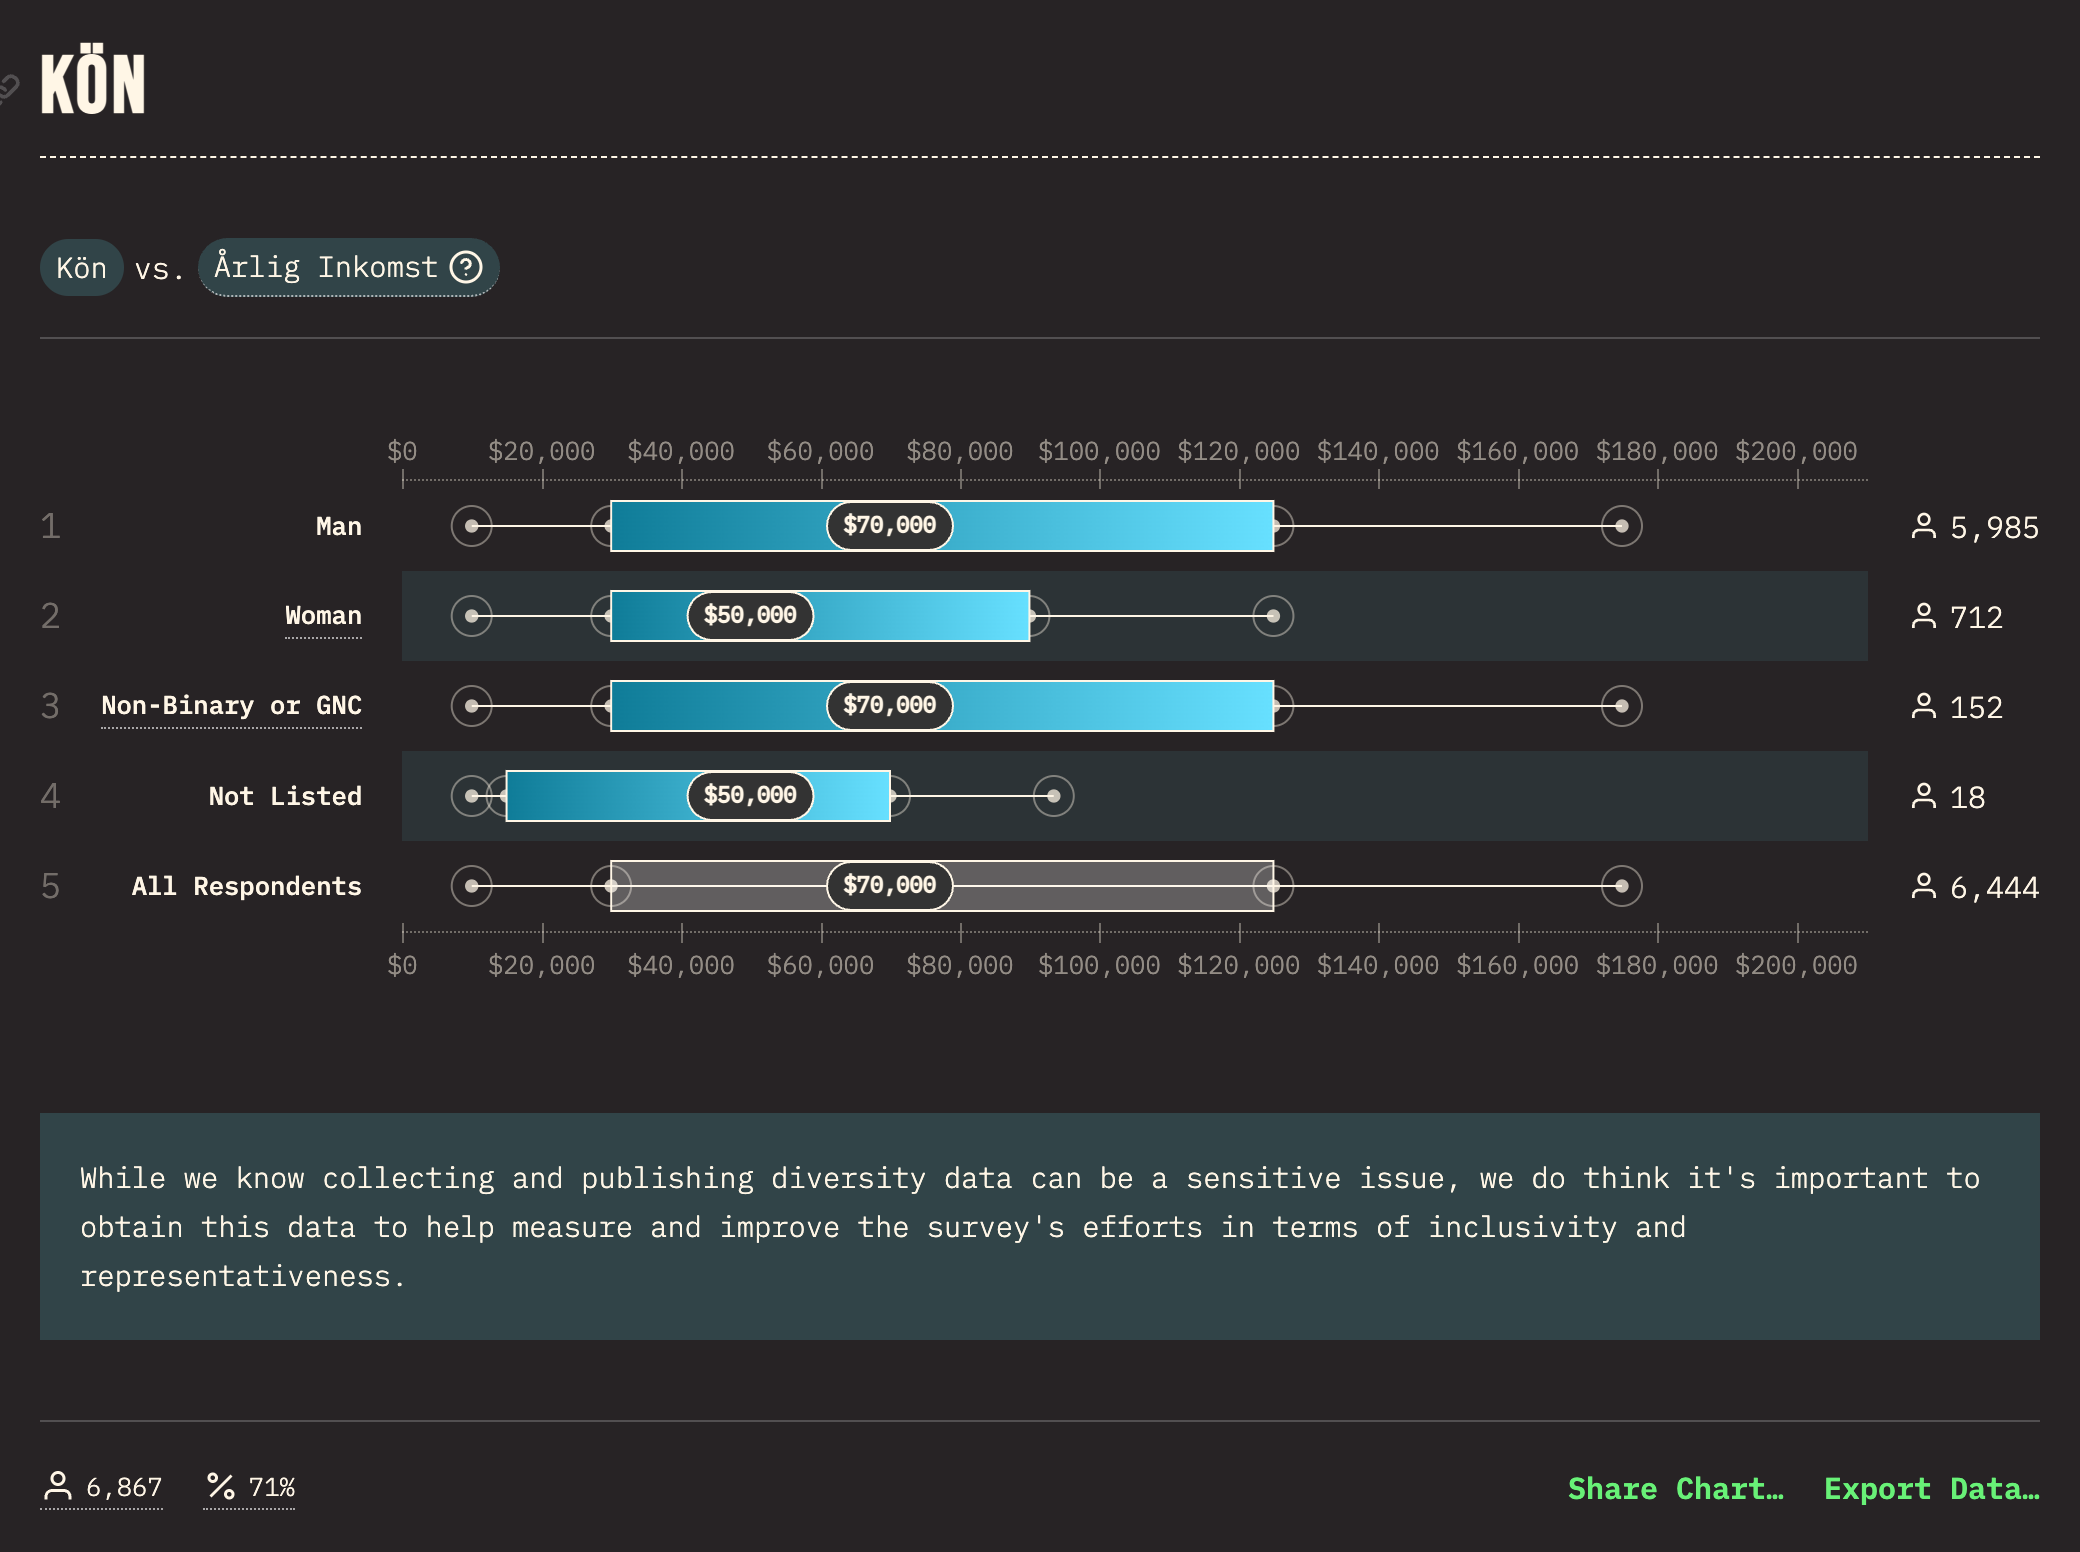 KÖN
Kön vs. Årlig Inkomst ?
$0 $20,000 $40,000 $60,000 $80,000 $100,000 $120,000 $140,000 $160,000 $180,000 $200,000
1 Man $70,000 5,985
2 Woman $50,000 712
3 Non-Binary or GNC $70,000 152
4 Not Listed $50,000 18
5 All Respondents $70,000 6,444
$0 $20,000 $40,000 $60,000 $80,000 $100,000 $120,000 $140,000 $160,000 $180,000 $200,000
While we know collecting and publishing diversity data can be a sensitive issue, we do think it's important to
obtain this data to help measure and improve the survey's efforts in terms of inclusivity and
representativeness.
6,867 % 71% Share Chart… Export Data…